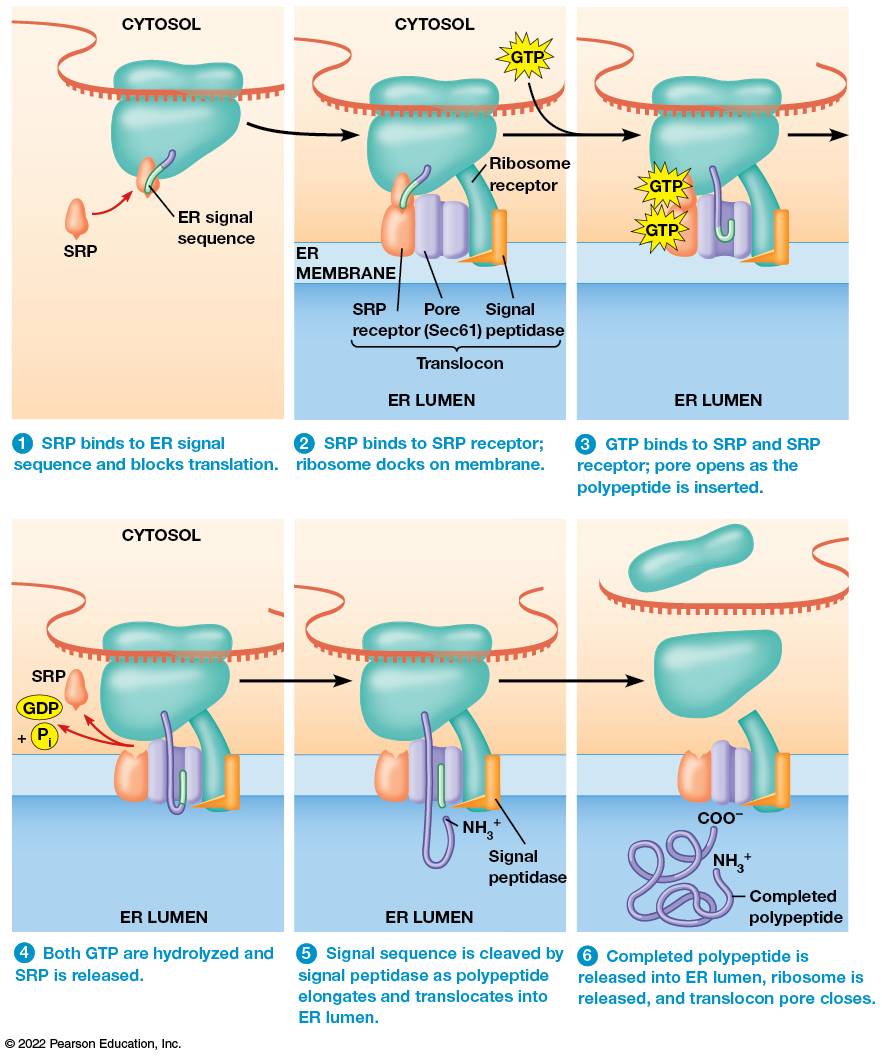 CYTOSOL
SRP
ER signal
sequence
1 SRP binds to ER signal
sequence and blocks translation.
CYTOSOL
GTP
Ribosome
receptor
ER
MEMBRANE
SRP
receptor
Pore
(Sec61)
Signal
peptidase
Translocon
ER LUMEN
2 SRP binds to SRP receptor;
ribosome docks on membrane.
GTP
GTP
ER LUMEN
3 GTP binds to SRP and SRP
receptor; pore opens as the
polypeptide is inserted.
CYTOSOL
SRP
GDP
+ Pi
ER LUMEN
4 Both GTP are hydrolyzed and
SRP is released.
NH3+
Signal
peptidase
ER LUMEN
5 Signal sequence is cleaved by
signal peptidase as polypeptide
elongates and translocates into
ER lumen.
COO–
NH3+
Completed
polypeptide
6 Completed polypeptide is
released into ER lumen, ribosome is
released, and translocon pore closes.
© 2022 Pearson Education, Inc.